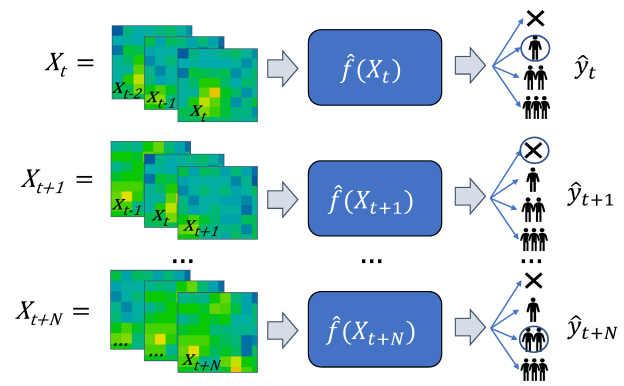 X_t = x_{t-2} x_{t-1} x_t f̂(X_t) ŷ_t
X_{t+1} = x_{t-1} x_t x_{t+1} f̂(X_{t+1}) ŷ_{t+1}
... ... ...
X_{t+N} = ... ... x_{t+N} f̂(X_{t+N}) ŷ_{t+N}